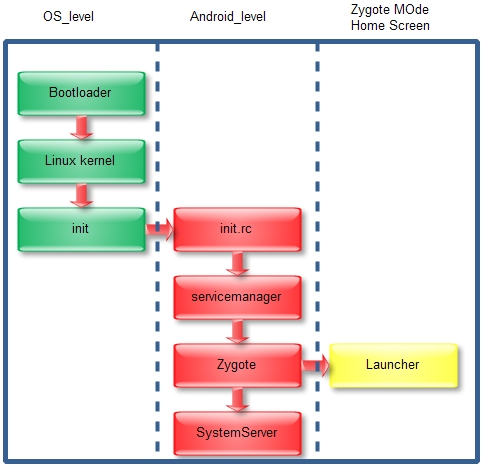 OS_level
Android_level
Zygote MOde
Home Screen
Bootloader
Linux kernel
init
init.rc
servicemanager
Zygote
Launcher
SystemServer